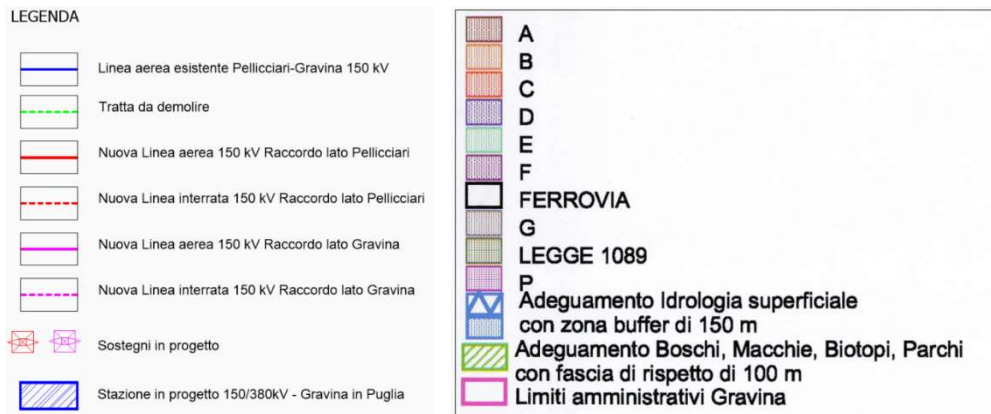 LEGENDA
Linea aerea esistente Pellicciari-Gravina 150 kV
Tratta da demolire
Nuova Linea aerea 150 kV Raccordo lato Pellicciari
Nuova Linea interrata 150 kV Raccordo lato Pellicciari
Nuova Linea aerea 150 kV Raccordo lato Gravina
Nuova Linea interrata 150 kV Raccordo lato Gravina
Sostegni in progetto
Stazione in progetto 150/380kV - Gravina in Puglia
A
B
C
D
E
F
FERROVIA
G
LEGGE 1089
P
Adeguamento Idrologia superficiale
con zona buffer di 150 m
Adeguamento Boschi, Macchie, Biotopi, Parchi
con fascia di rispetto di 100 m
Limiti amministrativi Gravina